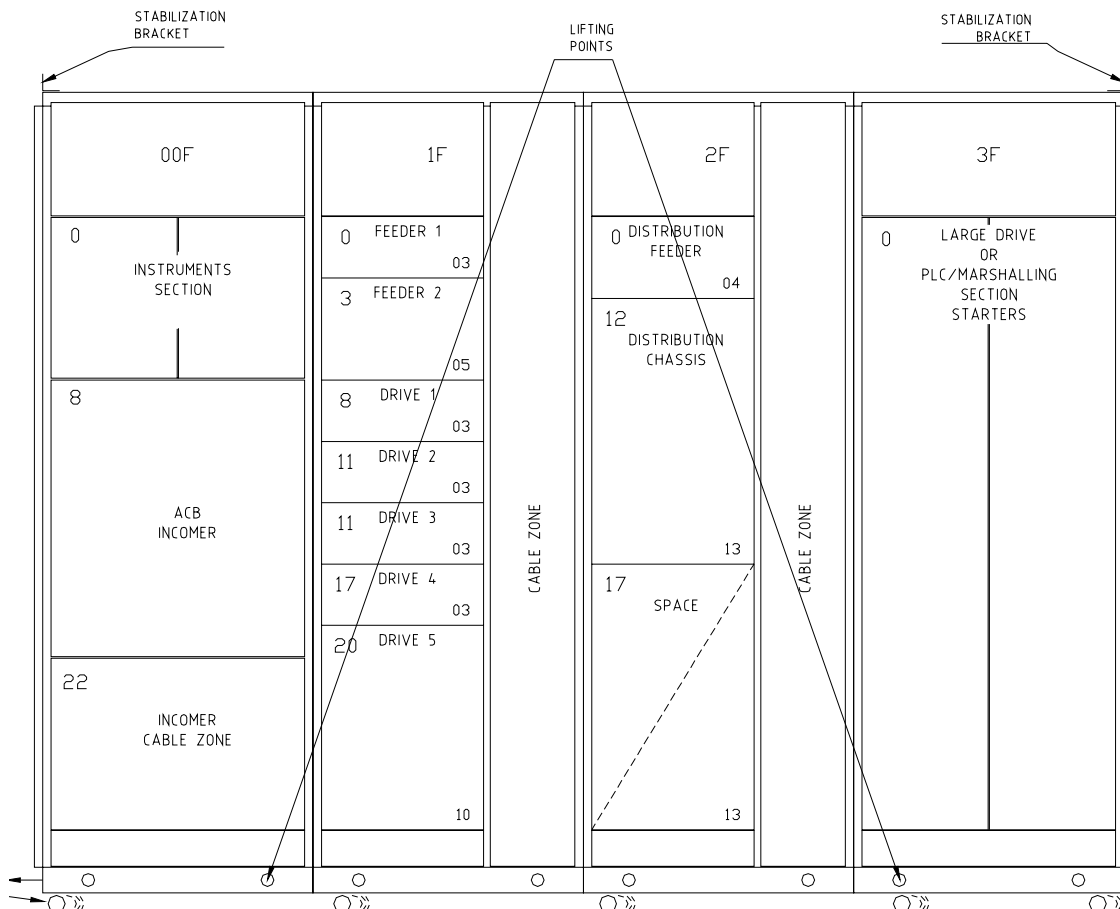 STABILIZATION
BRACKET
LIFTING
POINTS
STABILIZATION
BRACKET
00F
1F
2F
3F
0
INSTRUMENTS
SECTION
8
ACB
INCOMER
22
INCOMER
CABLE ZONE
0 FEEDER 1
03
3 FEEDER 2
05
8 DRIVE 1
03
11 DRIVE 2
03
11 DRIVE 3
03
17 DRIVE 4
03
20 DRIVE 5
10
CABLE ZONE
0 DISTRIBUTION
FEEDER
04
12
DISTRIBUTION
CHASSIS
13
17
SPACE
13
CABLE ZONE
0 LARGE DRIVE
OR
PLC/MARSHALLING
SECTION
STARTERS